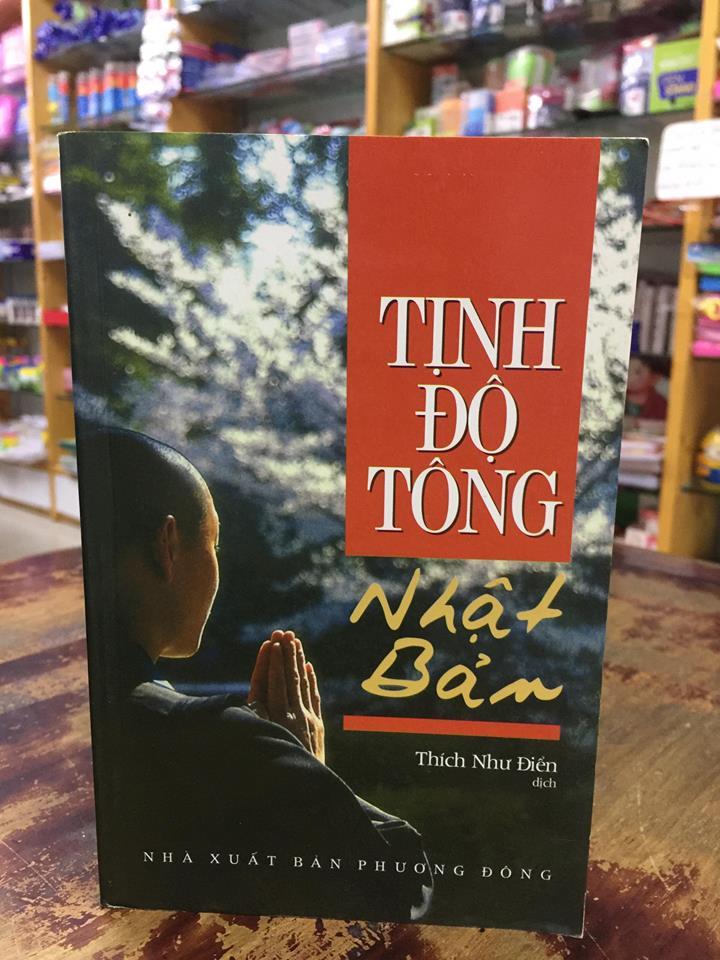 TỊNH
ĐỘ
TÔNG
Nhật
Bản
Thích Như Điển
dịch
NHÀ XUẤT BẢN PHƯƠNG ĐÔNG